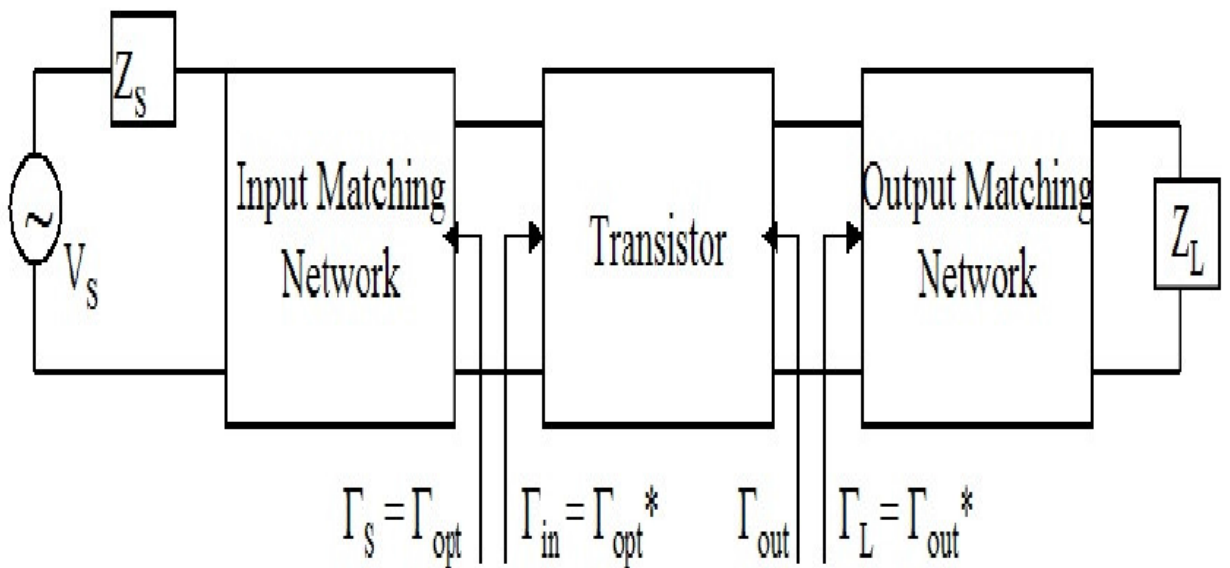 Z_S
V_S
~
Input Matching
Network
Transistor
Output Matching
Network
Z_L
Γ_S = Γ_opt
Γ_in = Γ_opt*
Γ_out
Γ_L = Γ_out*